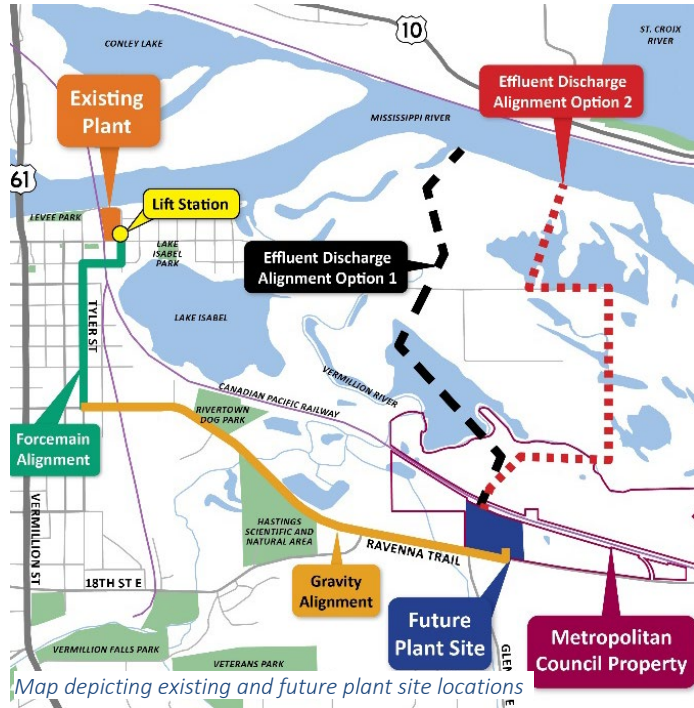 CONLEY LAKE
10
ST. CROIX
RIVER
Existing
Plant
Effluent Discharge
Alignment Option 2
MISSISSIPPI RIVER
61
Lift Station
LEVEE PARK
LAKE
ISABEL
PARK
Effluent Discharge
Alignment Option 1
TYLER ST
LAKE ISABEL
VERMILLION RIVER
CANADIAN PACIFIC RAILWAY
RIVERTOWN
DOG PARK
Forcemain
Alignment
HASTINGS
SCIENTIFIC AND
NATURAL AREA
RAVENNA TRAIL
VERMILLION ST
18TH ST E
Gravity
Alignment
Future
Plant Site
Metropolitan
Council Property
VERMILLION FALLS PARK
VETERANS PARK
Map depicting existing and future plant site locations